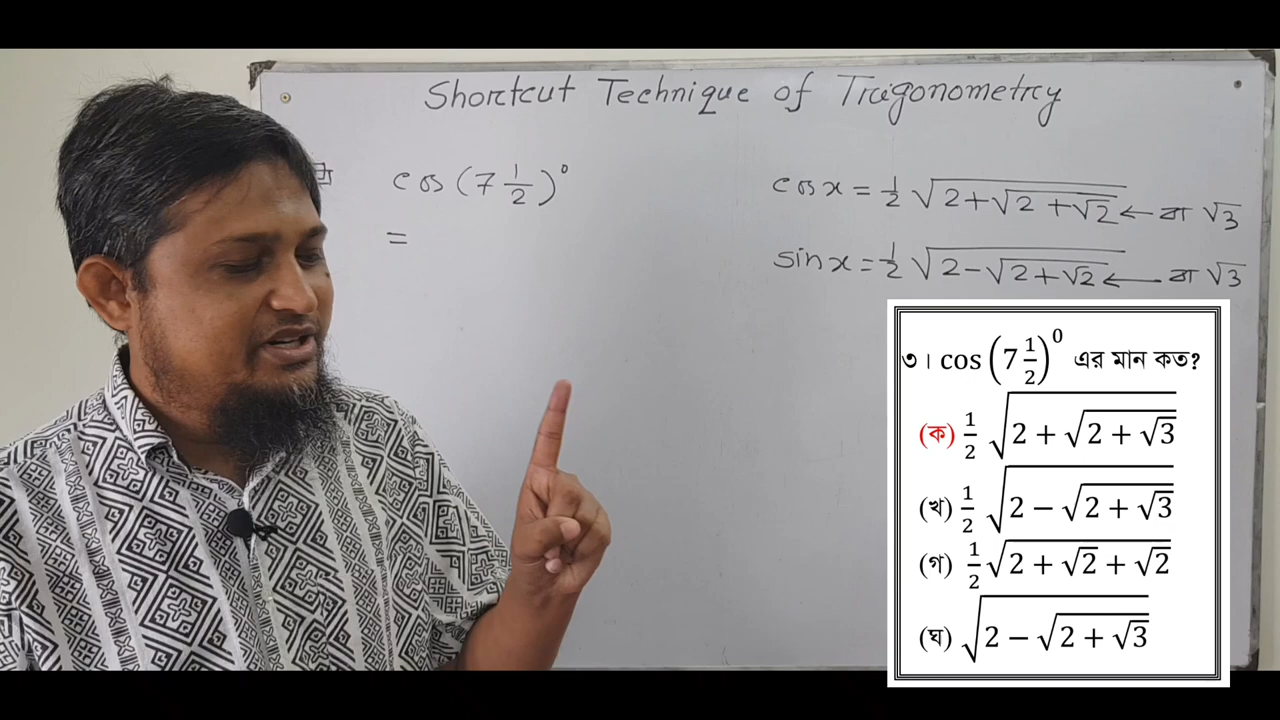 Shortcut Technique of Trigonometry
cos(7 1/2)°
=
cosx = 1/2 √(2+√(2+√2)) ← বা √3
sinx = 1/2 √(2-√(2+√2)) ← বা √3
৩। cos (7 1/2)⁰ এর মান কত?
(ক) 1/2 √(2 + √(2 + √3))
(খ) 1/2 √(2 − √(2 + √3))
(গ) 1/2 √(2 + √2 + √2)
(ঘ) √(2 − √(2 + √3))